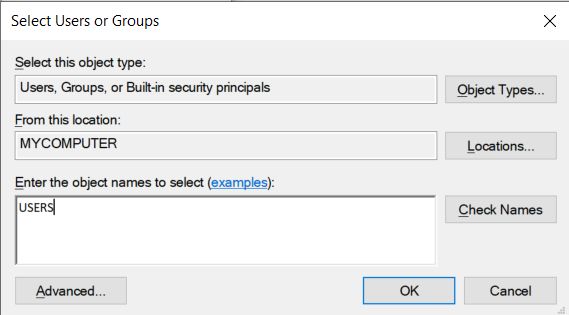 Select Users or Groups
Select this object type:
Users, Groups, or Built-in security principals
Object Types...
From this location:
MYCOMPUTER
Locations...
Enter the object names to select (examples):
USERS
Check Names
Advanced...
OK
Cancel